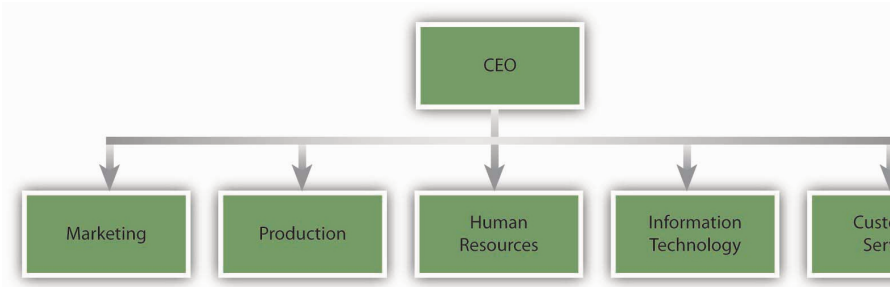 CEO
Marketing
Production
Human
Resources
Information
Technology